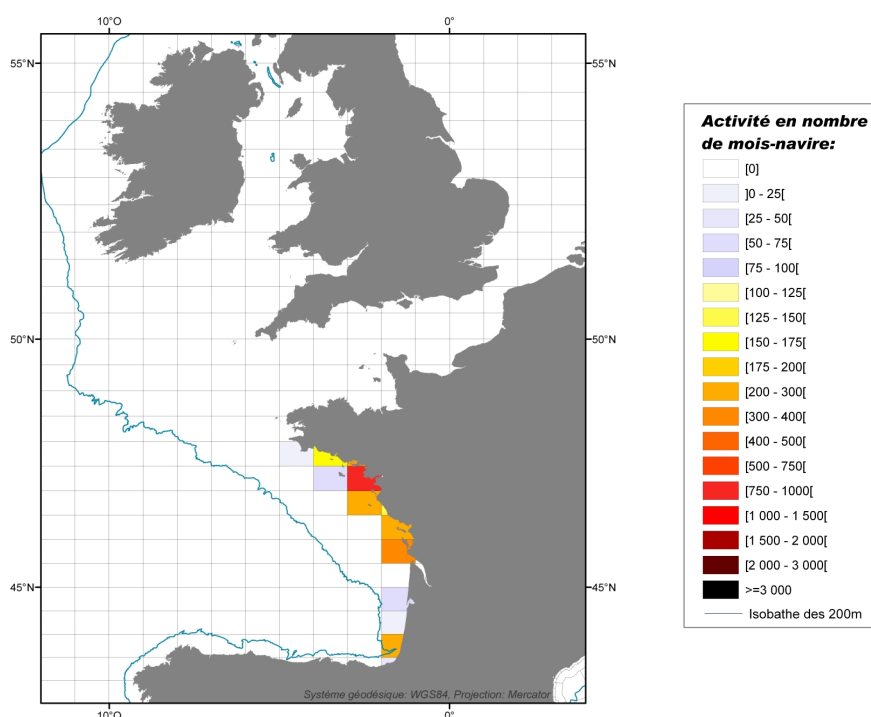 10°O
0°
55°N
55°N
50°N
50°N
45°N
45°N
Système géodésique: WGS84, Projection: Mercator
10°O
0°
Activité en nombre
de mois-navire:
[0]
]0 - 25[
[25 - 50[
[50 - 75[
[75 - 100[
[100 - 125[
[125 - 150[
[150 - 175[
[175 - 200[
[200 - 300[
[300 - 400[
[400 - 500[
[500 - 750[
[750 - 1000[
[1 000 - 1 500[
[1 500 - 2 000[
[2 000 - 3 000[
>=3 000
Isobathe des 200m